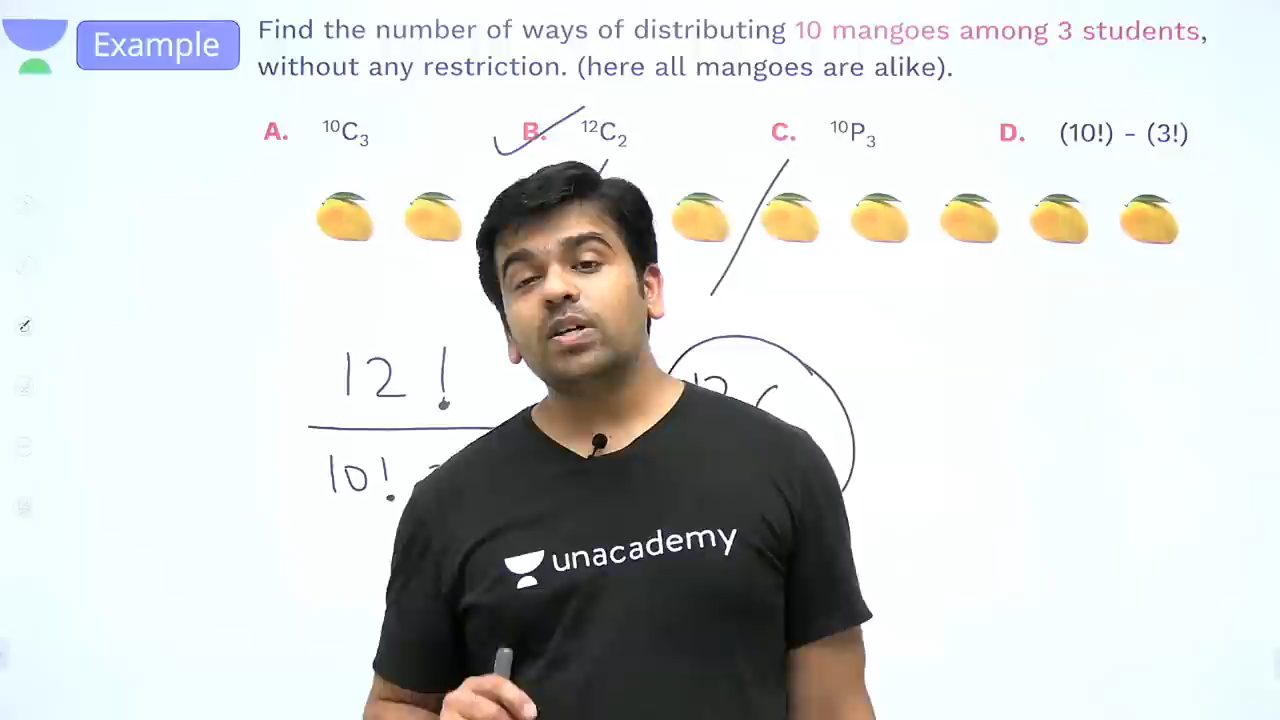 Example
Find the number of ways of distributing 10 mangoes among 3 students,
without any restriction. (here all mangoes are alike).
A. ¹⁰C₃ B. ¹²C₂ C. ¹⁰P₃ D. (10!) - (3!)
12!
10!
12C
unacademy